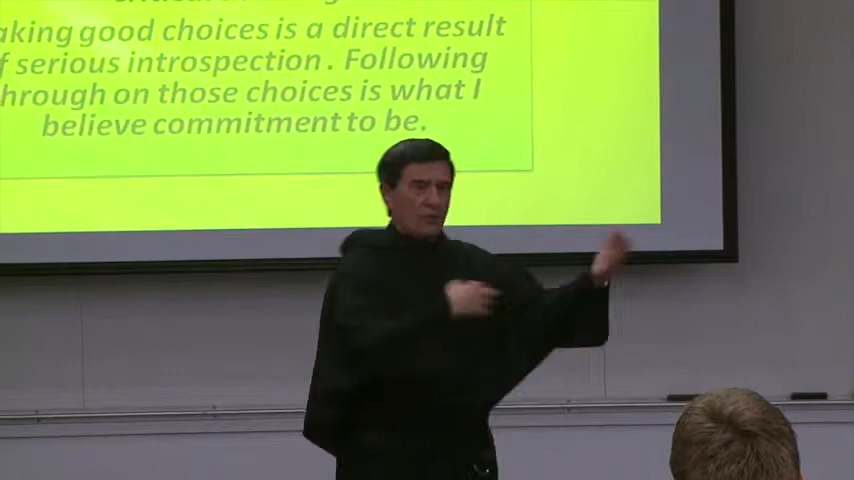 aking good choices is a direct result
f serious introspection. Following
hrough on those choices is what I
believe commitment to be.